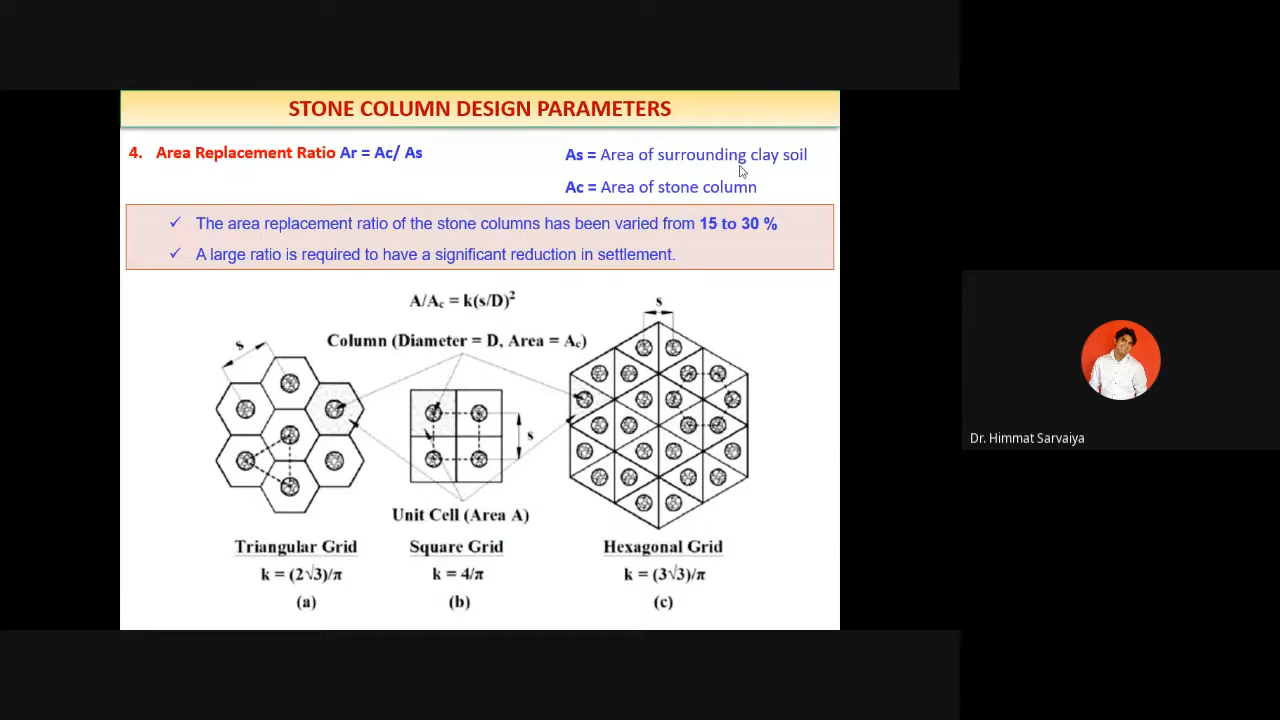 STONE COLUMN DESIGN PARAMETERS
4. Area Replacement Ratio Ar = Ac/ As
As = Area of surrounding clay soil
Ac = Area of stone column
✓ The area replacement ratio of the stone columns has been varied from 15 to 30 %
✓ A large ratio is required to have a significant reduction in settlement.
A/Ac = k(s/D)²
Column (Diameter = D, Area = Ac)
s
s
s
Unit Cell (Area A)
Triangular Grid
k = (2√3)/π
(a)
Square Grid
k = 4/π
(b)
Hexagonal Grid
k = (3√3)/π
(c)
Dr. Himmat Sarvaiya